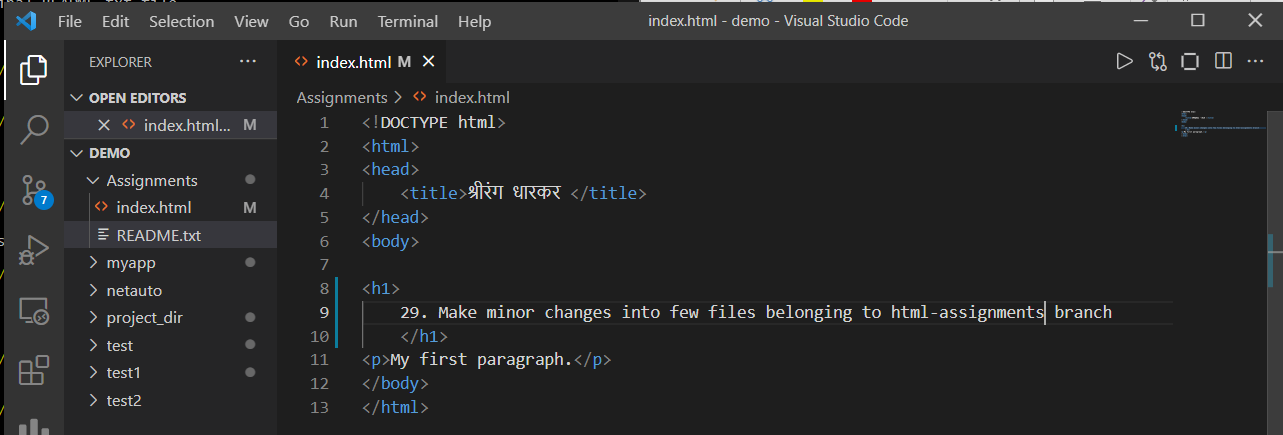 File Edit Selection View Go Run Terminal Help index.html - demo - Visual Studio Code
EXPLORER
index.html M
OPEN EDITORS
index.html... M
Assignments > index.html
DEMO
Assignments
index.html M
README.txt
myapp
netauto
project_dir
test
test1
test2
7
1 <!DOCTYPE html>
2 <html>
3 <head>
4 <title>श्रीरंग धारकर </title>
5 </head>
6 <body>
7
8 <h1>
9 29. Make minor changes into few files belonging to html-assignments branch
10 </h1>
11 <p>My first paragraph.</p>
12 </body>
13 </html>